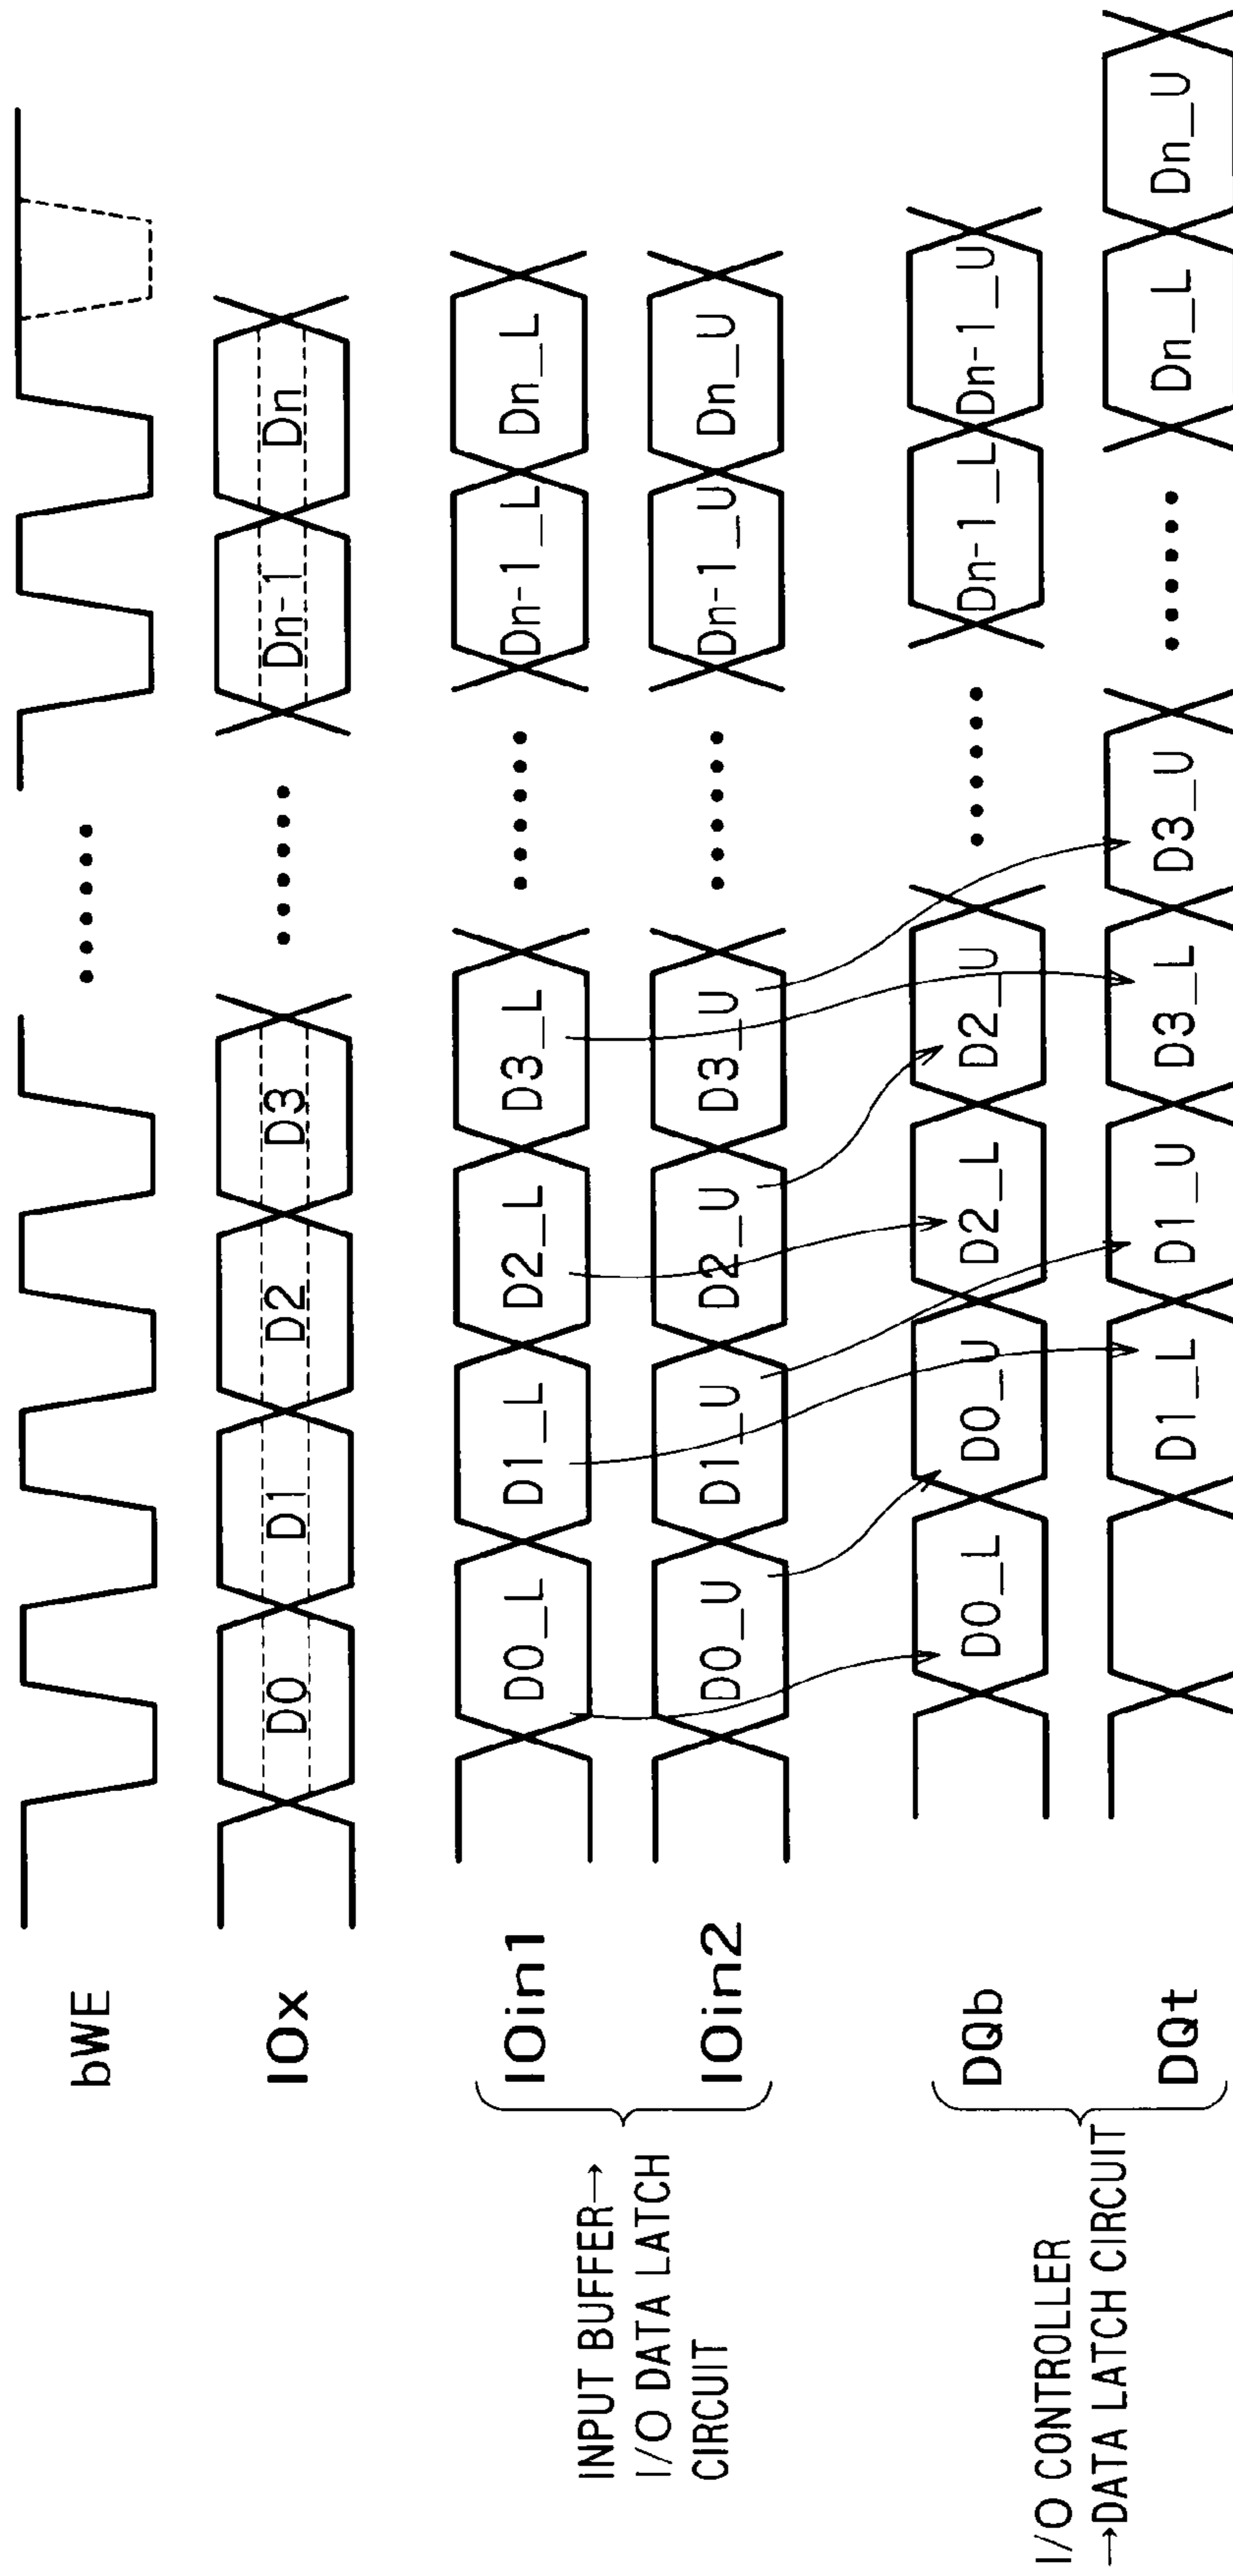 bWE
IOx
D0 D1 D2 D3 Dn-1 Dn
INPUT BUFFER→
I/O DATA LATCH
CIRCUIT
IOin1
D0_L D1_L D2_L D3_L Dn-1_L Dn_L
IOin2
D0_U D1_U D2_U D3_U Dn-1_U Dn_U
I/O CONTROLLER
→DATA LATCH CIRCUIT
DQb
D0_L D0_U D2_L D2_U Dn-1_L Dn-1_U
DQt
D1_L D1_U D3_L D3_U Dn_L Dn_U